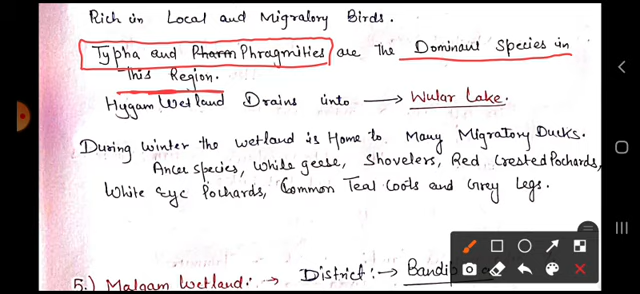 Rich in Local and Migratory Birds.
Typha and Pharm Phragmities are the Dominant Species in
this Region.
Hygam Wetland Drains into → Wular Lake.
During winter the wetland is Home to Many Migratory Ducks.
Ancer species, While geese, Shovelers, Red Crested Pochards,
White Eye Pochards, Common Teal Coots and Grey Legs.
5.) Malgam Wetland:- → District:→